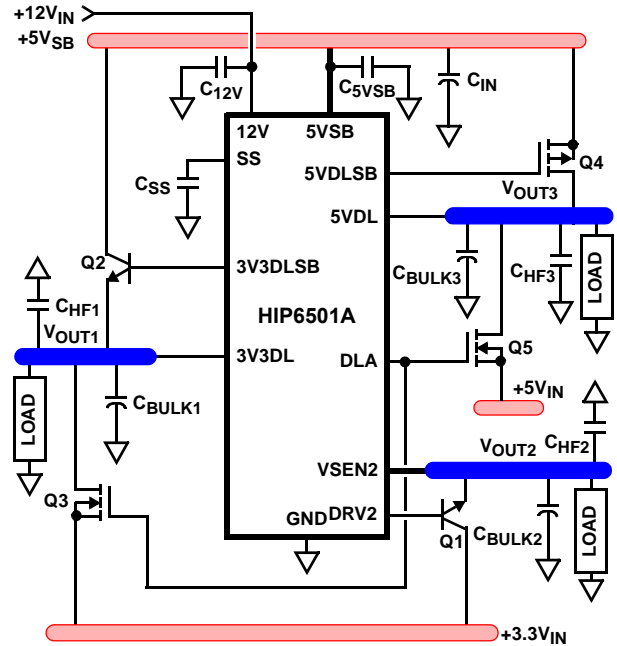 +12VIN
+5VSB
C12V
C5VSB
CIN
12V
5VSB
SS
CSS
5VDLSB
Q4
VOUT3
5VDL
Q2
3V3DLSB
CBULK3
CHF3
LOAD
CHF1
HIP6501A
VOUT1
3V3DL
DLA
Q5
LOAD
CBULK1
+5VIN
VOUT2
CHF2
VSEN2
Q3
GND
DRV2
Q1
CBULK2
LOAD
+3.3VIN